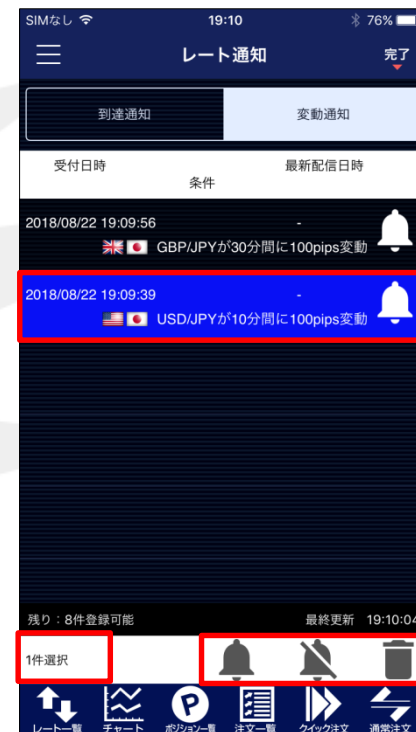 SIMなし 19:10 76%
レート通知 完了
到達通知 変動通知
受付日時 最新配信日時
条件
2018/08/22 19:09:56 -
GBP/JPYが30分間に100pips変動
2018/08/22 19:09:39 -
USD/JPYが10分間に100pips変動
残り：8件登録可能 最終更新 19:10:04
1件選択
P
レート一覧 チャート ポジション一覧 注文一覧 クイック注文 通常注文